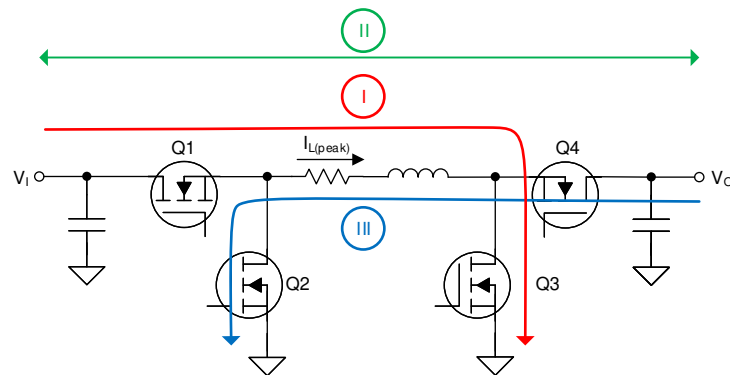 II
I
Q1
I_L(peak)
Q4
V_I
V_O
III
Q2
Q3